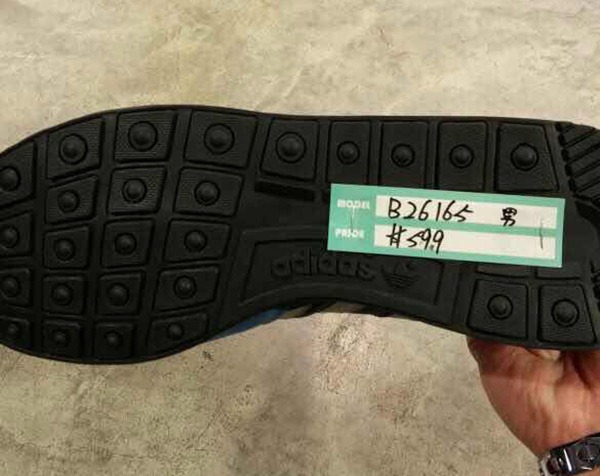 MODEL B26165 男
PRICE #599
adidas